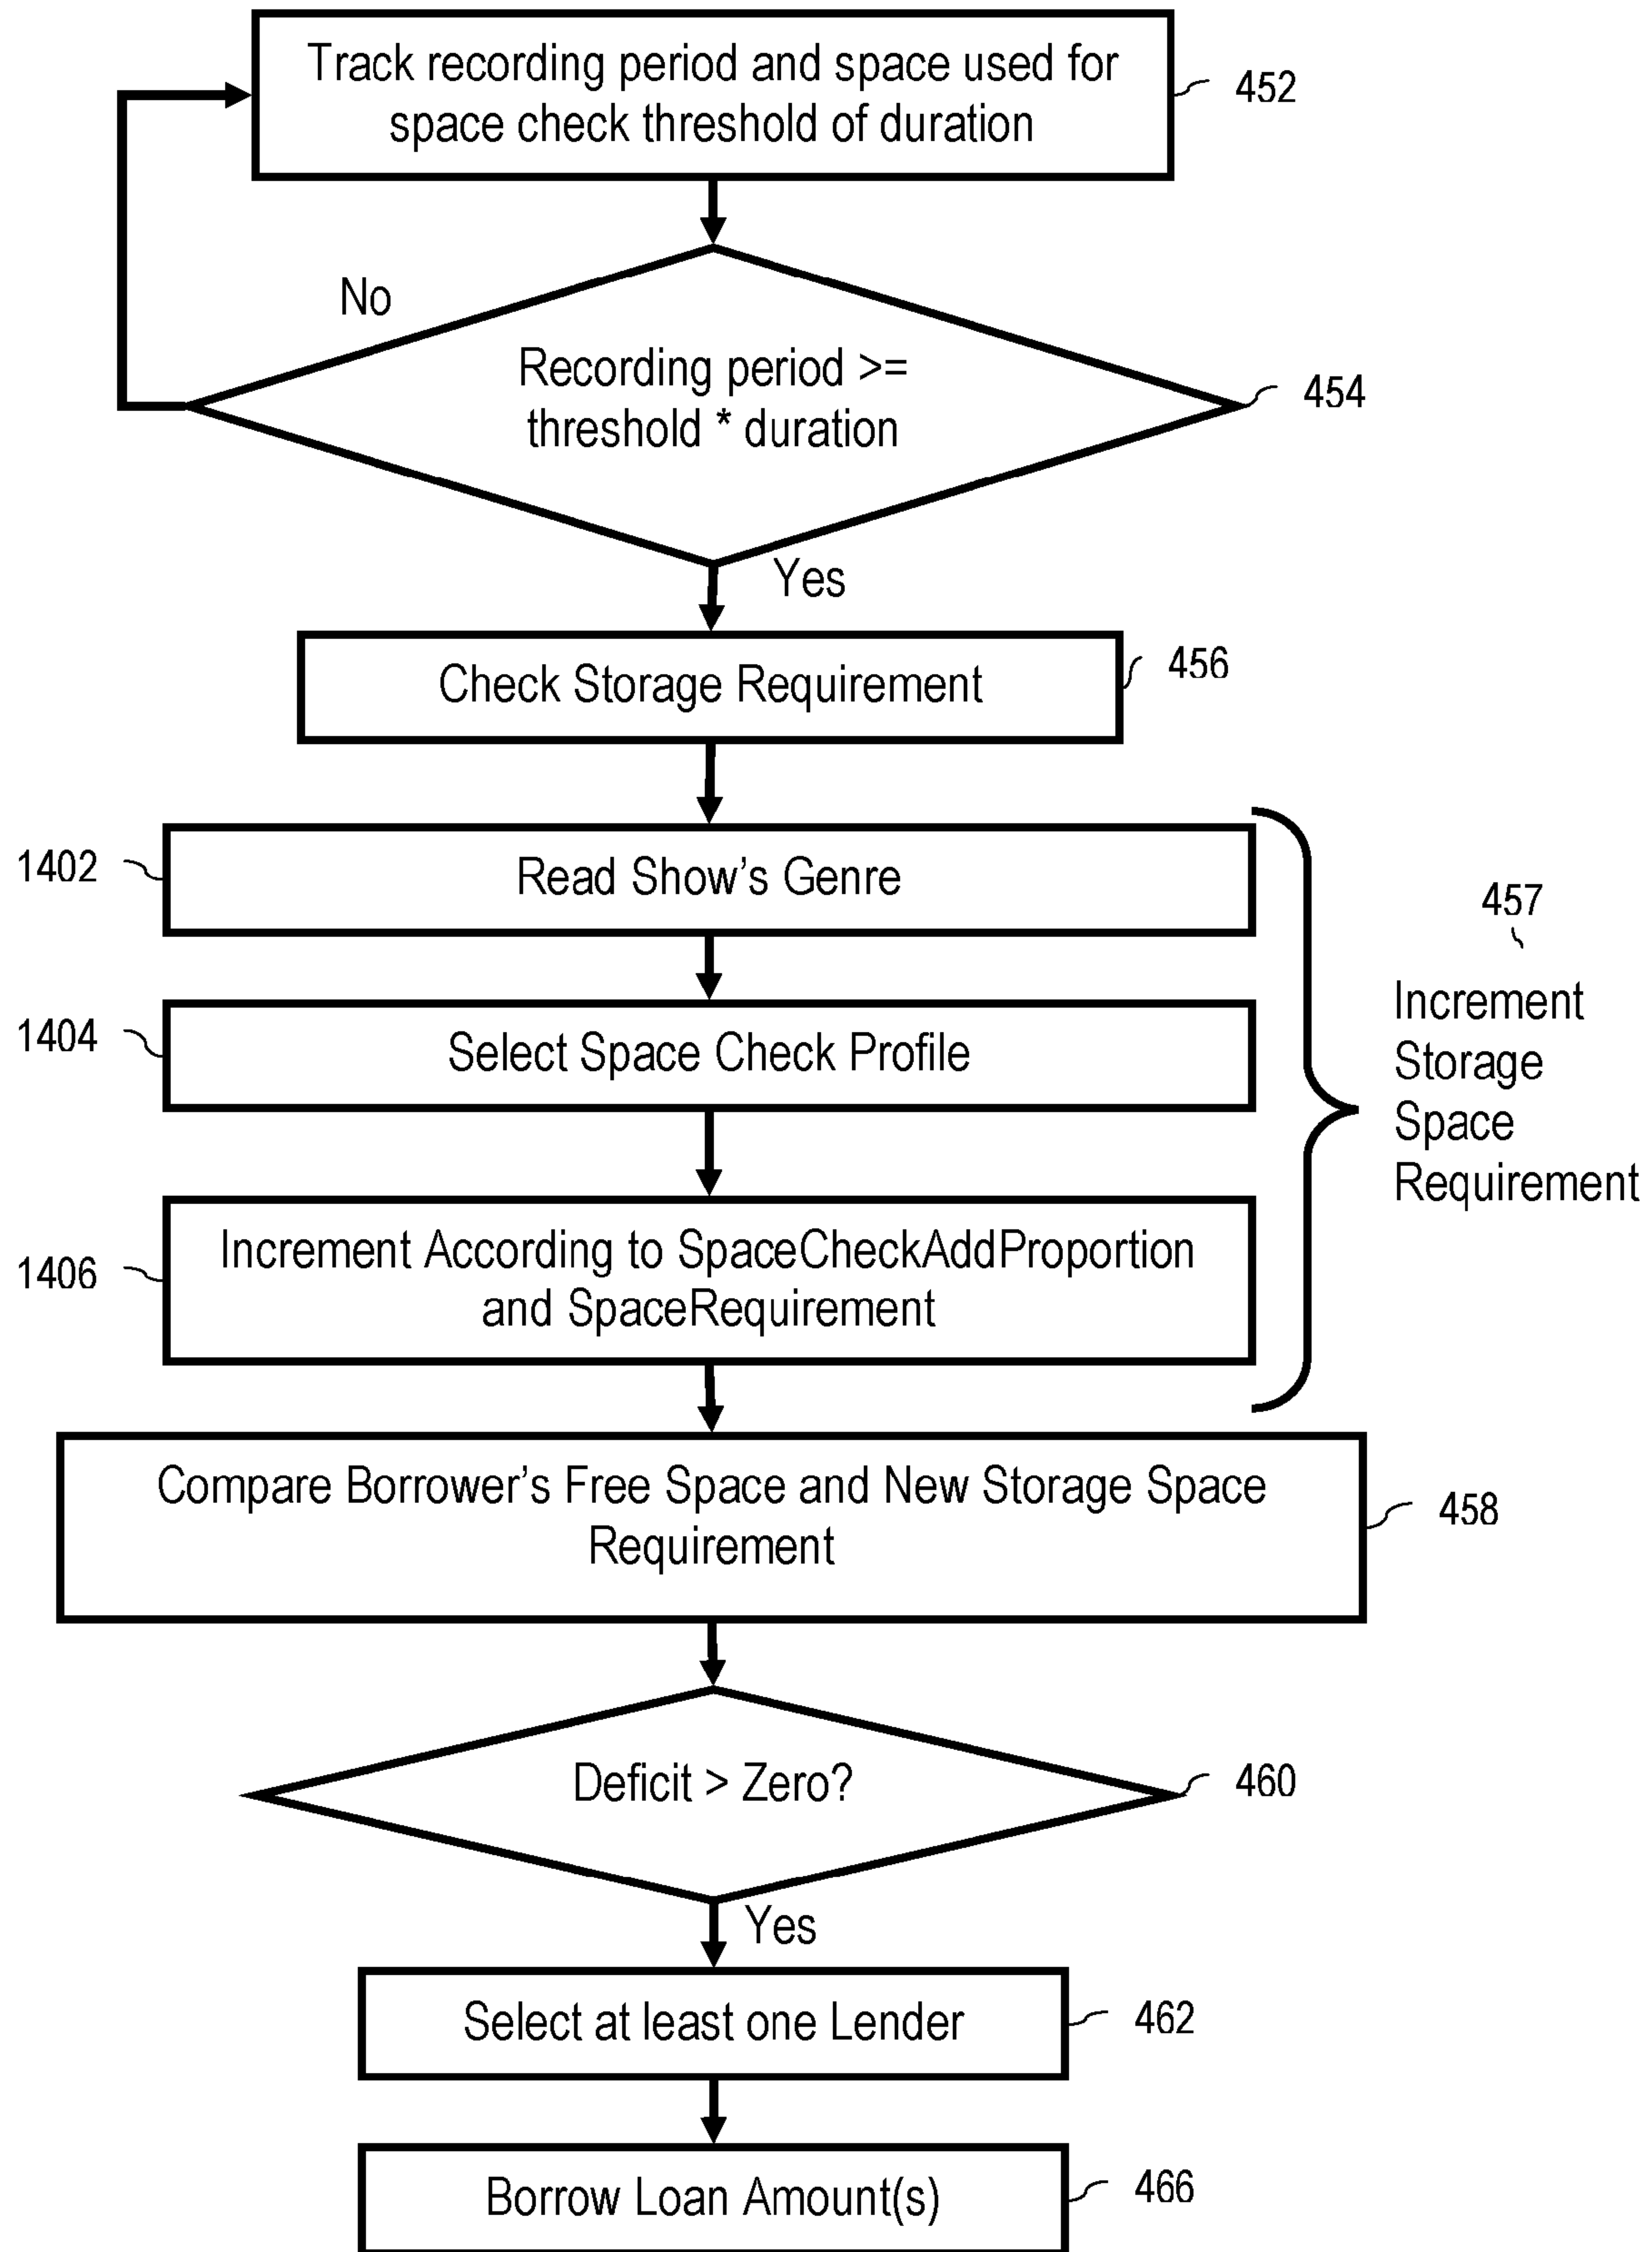 Track recording period and space used for
space check threshold of duration
452
No
Recording period >=
threshold * duration
454
Yes
Check Storage Requirement
456
1402
Read Show's Genre
457
Increment
Storage
Space
Requirement
1404
Select Space Check Profile
1406
Increment According to SpaceCheckAddProportion
and SpaceRequirement
Compare Borrower's Free Space and New Storage Space
Requirement
458
Deficit > Zero?
460
Yes
Select at least one Lender
462
Borrow Loan Amount(s)
466